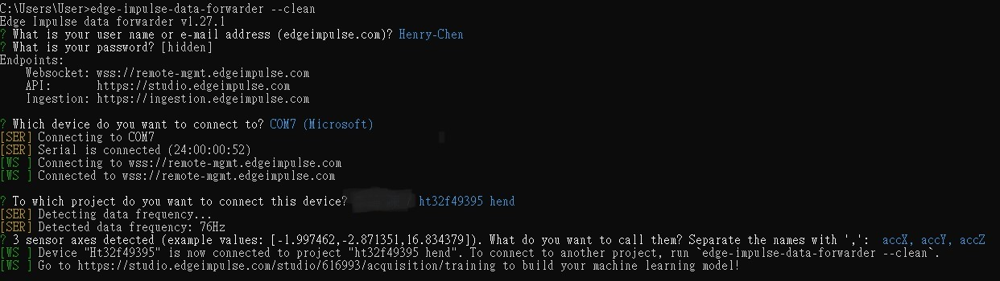 C:\Users\User>edge-impulse-data-forwarder --clean
Edge Impulse data forwarder v1.27.1
? What is your user name or e-mail address (edgeimpulse.com)? Henry-Chen
? What is your password? [hidden]
Endpoints:
    Websocket: wss://remote-mgmt.edgeimpulse.com
    API:       https://studio.edgeimpulse.com
    Ingestion: https://ingestion.edgeimpulse.com

? Which device do you want to connect to? COM7 (Microsoft)
[SER] Connecting to COM7
[SER] Serial is connected (24:00:00:52)
[WS ] Connecting to wss://remote-mgmt.edgeimpulse.com
[WS ] Connected to wss://remote-mgmt.edgeimpulse.com

? To which project do you want to connect this device? ht32f49395 hend
[SER] Detecting data frequency...
[SER] Detected data frequency: 76Hz
? 3 sensor axes detected (example values: [-1.997462,-2.871351,16.834379]). What do you want to call them? Separate the names with ',': accX, accY, accZ
[WS ] Device "Ht32f49395" is now connected to project "ht32f49395 hend". To connect to another project, run `edge-impulse-data-forwarder --clean`.
[WS ] Go to https://studio.edgeimpulse.com/studio/616993/acquisition/training to build your machine learning model!